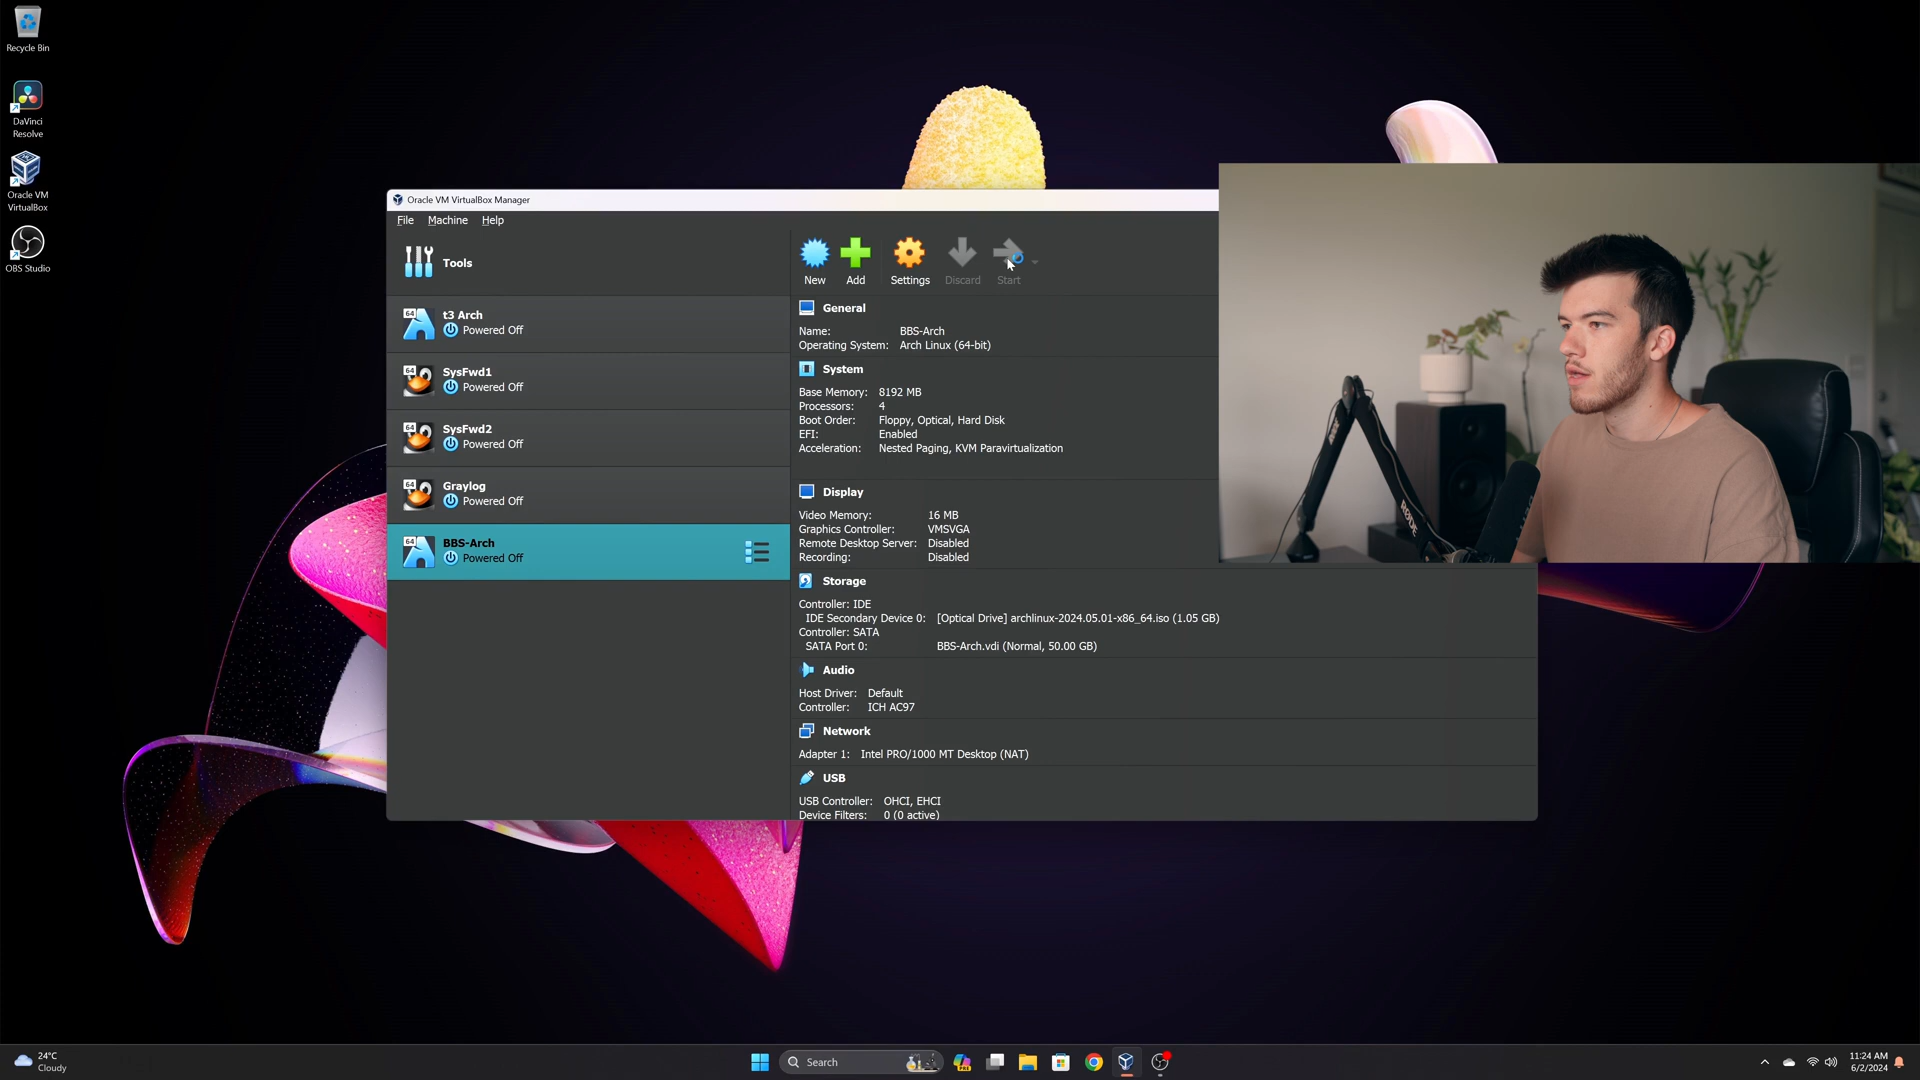 Recycle Bin
DaVinci
Resolve
Oracle VM
VirtualBox
OBS Studio
Oracle VM VirtualBox Manager
File Machine Help
Tools
New Add Settings Discard Start
64
t3 Arch
Powered Off
64
SysFwd1
Powered Off
64
SysFwd2
Powered Off
64
Graylog
Powered Off
64
BBS-Arch
Powered Off
General
Name: BBS-Arch
Operating System: Arch Linux (64-bit)
System
Base Memory: 8192 MB
Processors: 4
Boot Order: Floppy, Optical, Hard Disk
EFI: Enabled
Acceleration: Nested Paging, KVM Paravirtualization
Display
Video Memory: 16 MB
Graphics Controller: VMSVGA
Remote Desktop Server: Disabled
Recording: Disabled
Storage
Controller: IDE
IDE Secondary Device 0: [Optical Drive] archlinux-2024.05.01-x86_64.iso (1.05 GB)
Controller: SATA
SATA Port 0: BBS-Arch.vdi (Normal, 50.00 GB)
Audio
Host Driver: Default
Controller: ICH AC97
Network
Adapter 1: Intel PRO/1000 MT Desktop (NAT)
USB
USB Controller: OHCI, EHCI
Device Filters: 0 (0 active)
RØDE
24°C
Cloudy
Search
PRE
11:24 AM
6/2/2024